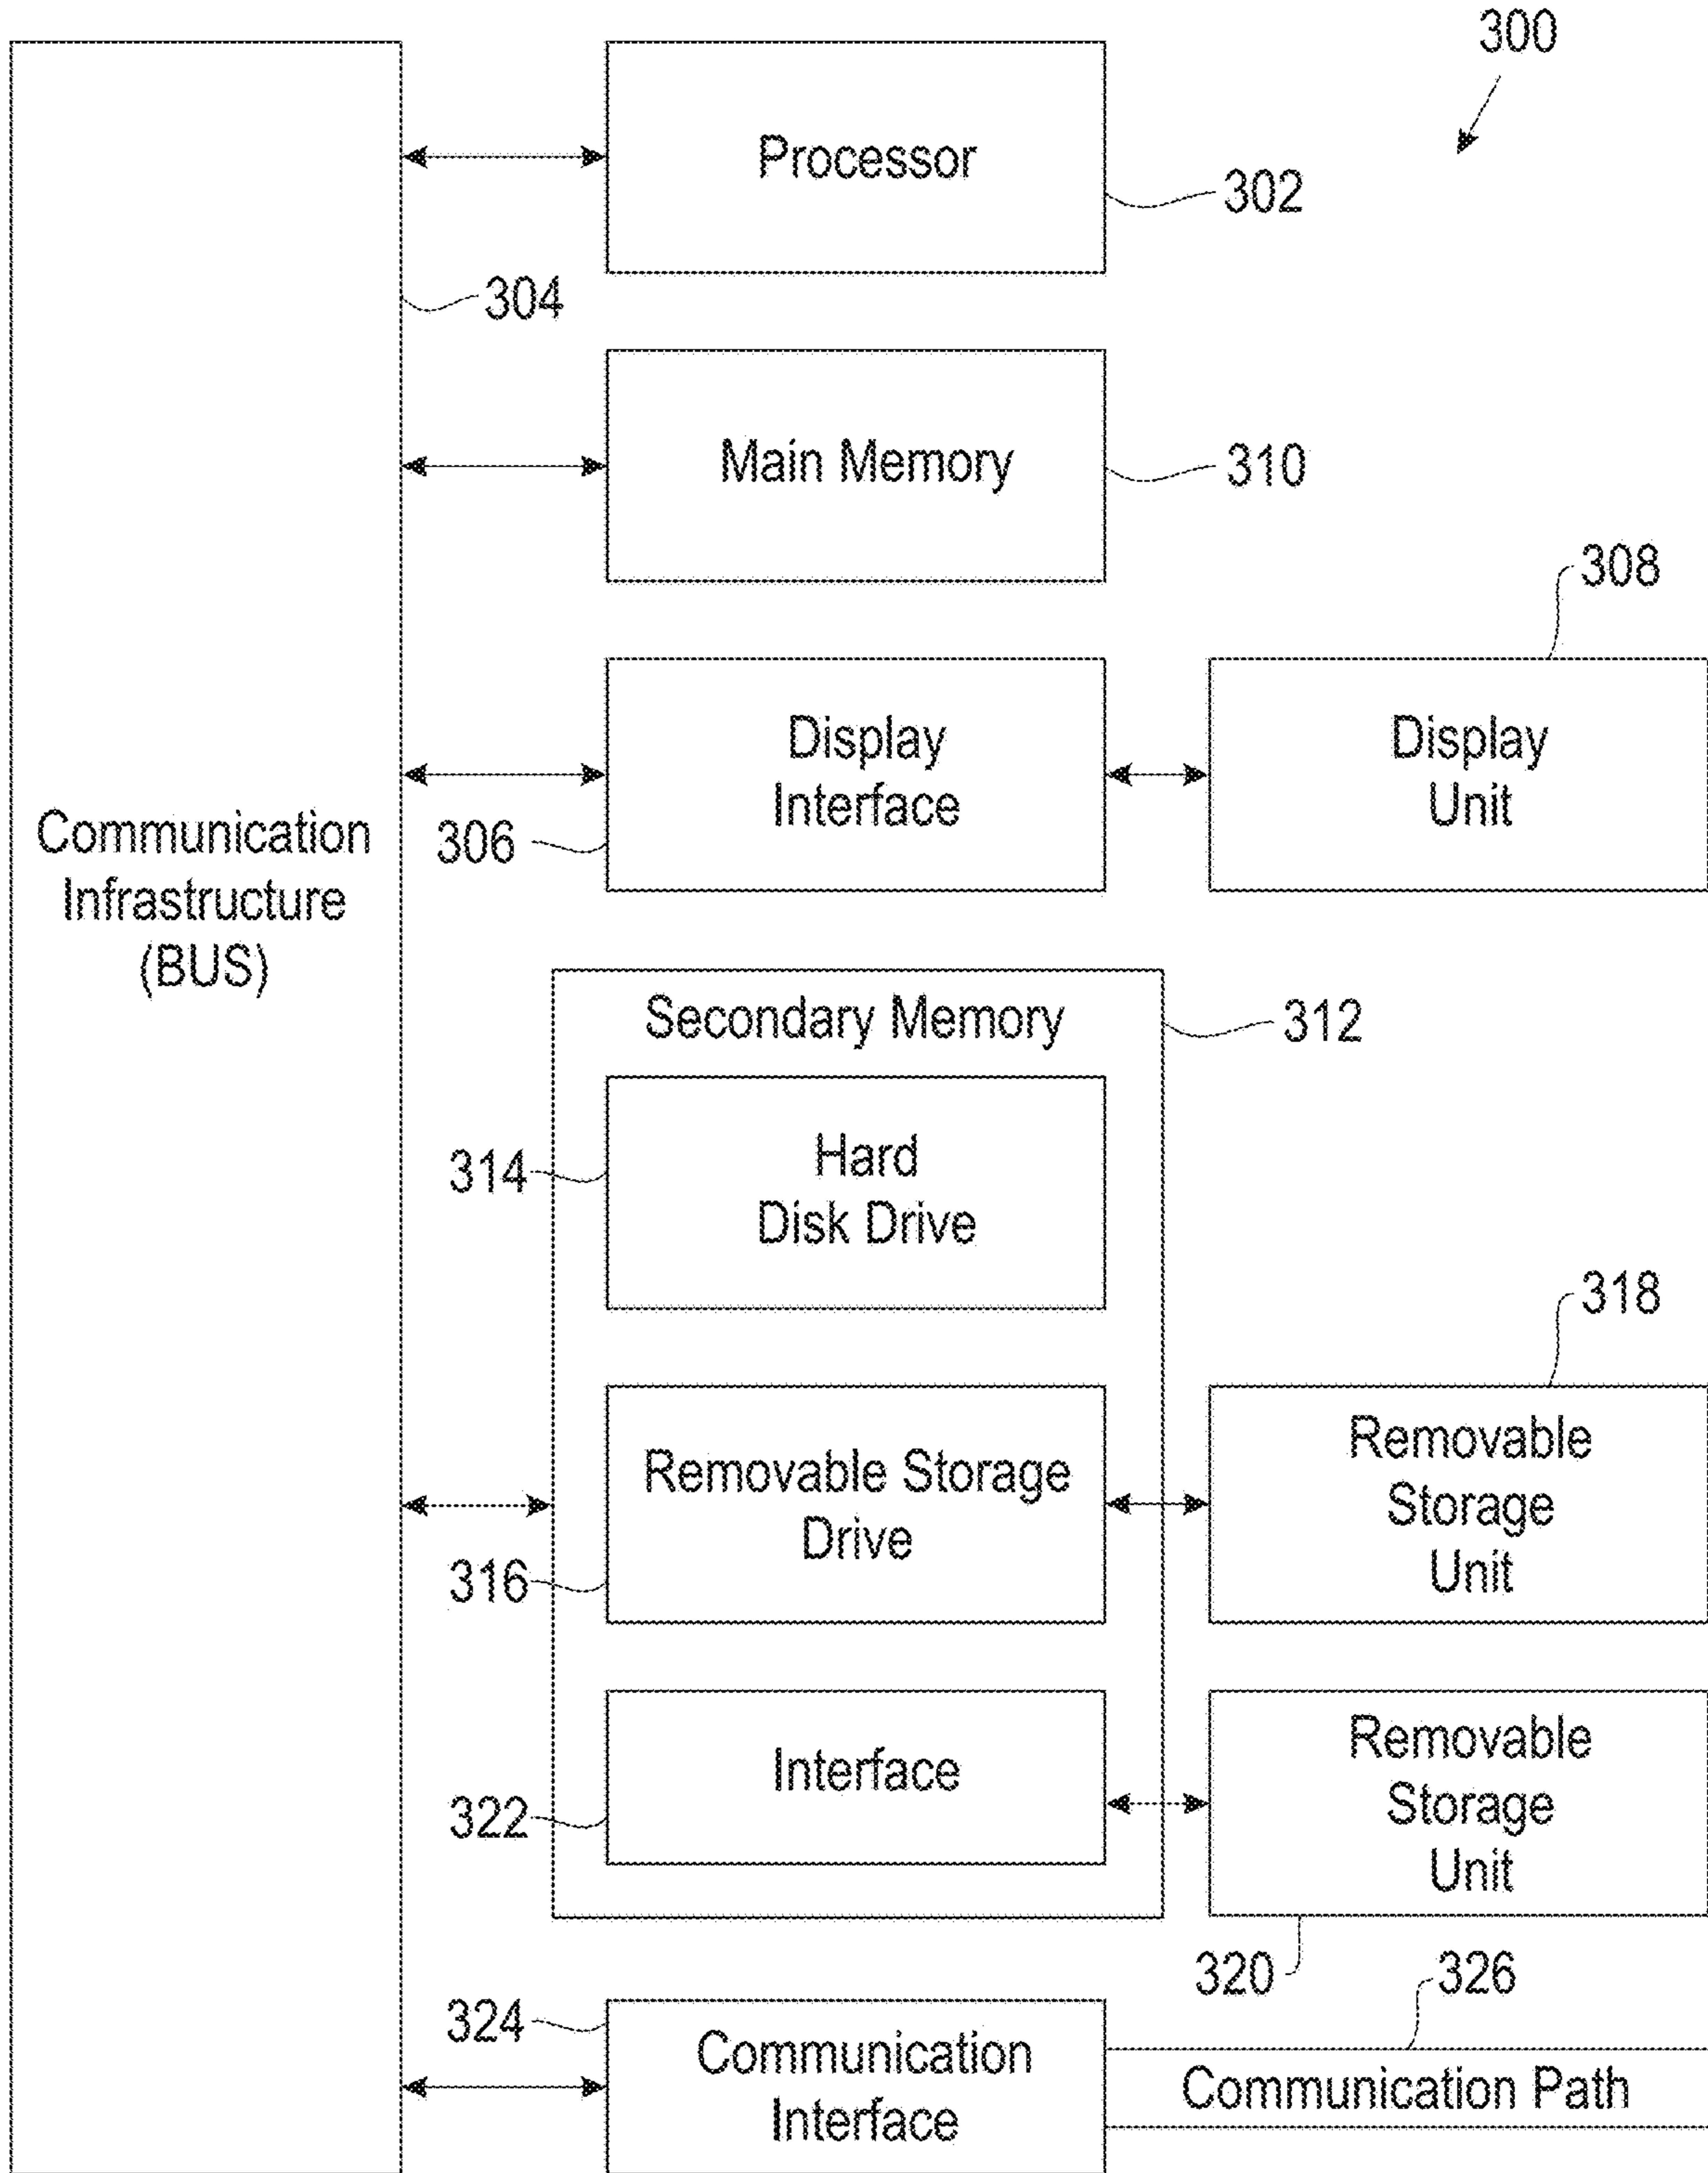 300
Processor
302
304
Main Memory
310
308
Display
Interface
Display
Unit
306
Communication
Infrastructure
(BUS)
Secondary Memory
312
314
Hard
Disk Drive
318
Removable Storage
Drive
316
Removable
Storage
Unit
Interface
322
Removable
Storage
Unit
320
326
324
Communication
Interface
Communication Path